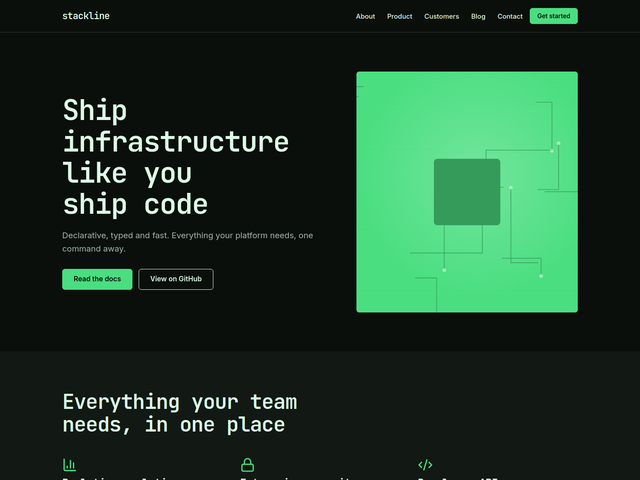 stackline
About Product Customers Blog Contact Get started
Ship
infrastructure
like you
ship code
Declarative, typed and fast. Everything your platform needs, one
command away.
Read the docs View on GitHub
Everything your team
needs, in one place